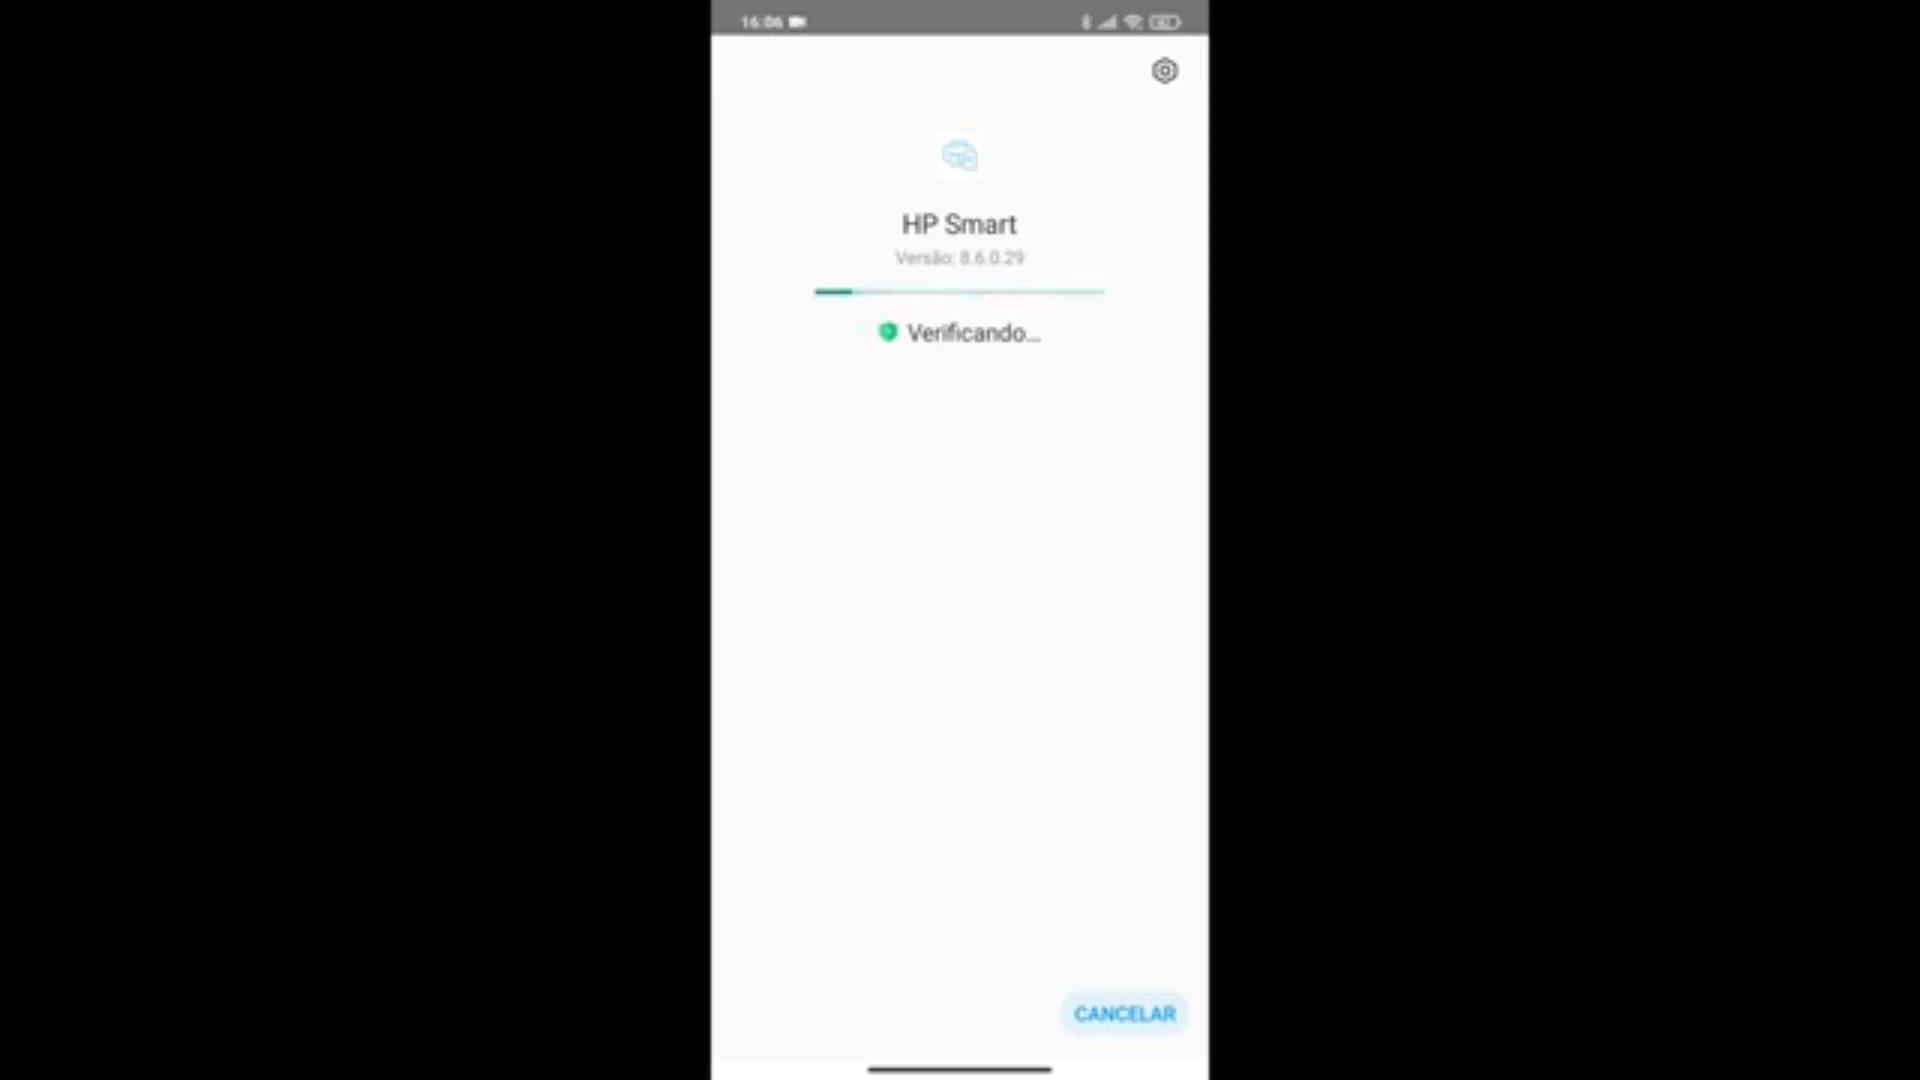 16:06
HP Smart
Versão: 8.6.0.29
Verificando...
CANCELAR